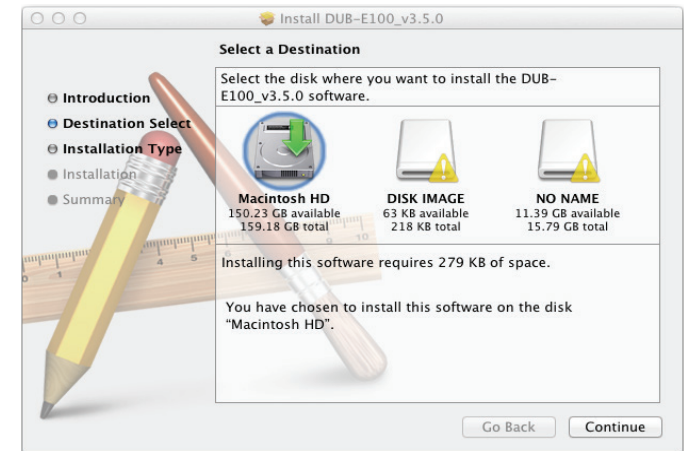 Install DUB-E100_v3.5.0
Select a Destination
Introduction
Destination Select
Installation Type
Installation
Summary
Select the disk where you want to install the DUB-
E100_v3.5.0 software.
Macintosh HD
150.23 GB available
159.18 GB total
DISK IMAGE
63 KB available
218 KB total
NO NAME
11.39 GB available
15.79 GB total
0
4
5
10
Installing this software requires 279 KB of space.
You have chosen to install this software on the disk
“Macintosh HD”.
Go Back
Continue